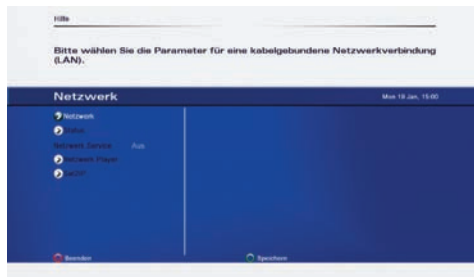 Hilfe
Bitte wählen Sie die Parameter für eine kabelgebundene Netzwerkverbindung
(LAN).
Netzwerk
Mon 19 Jan, 15:00
Netzwerk
Status
Netzwerk Service Aus
Netzwerk Player
Beenden
Speichern